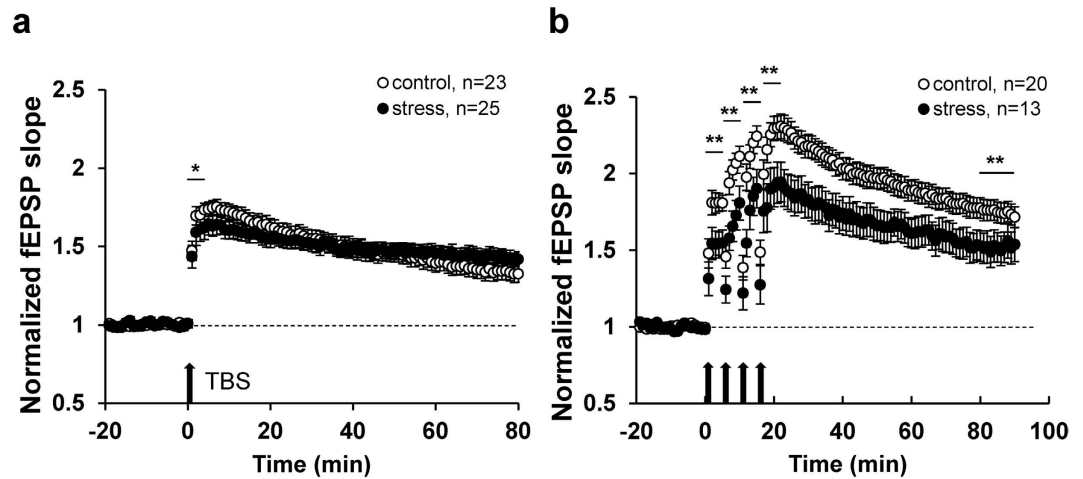 a
control, n=23
stress, n=25
*
Normalized fEPSP slope
2.5
2
1.5
1
0.5
TBS
-20
0
20
40
60
80
Time (min)
b
control, n=20
stress, n=13
**
**
**
**
**
Normalized fEPSP slope
2.5
2
1.5
1
0.5
-20
0
20
40
60
80
100
Time (min)